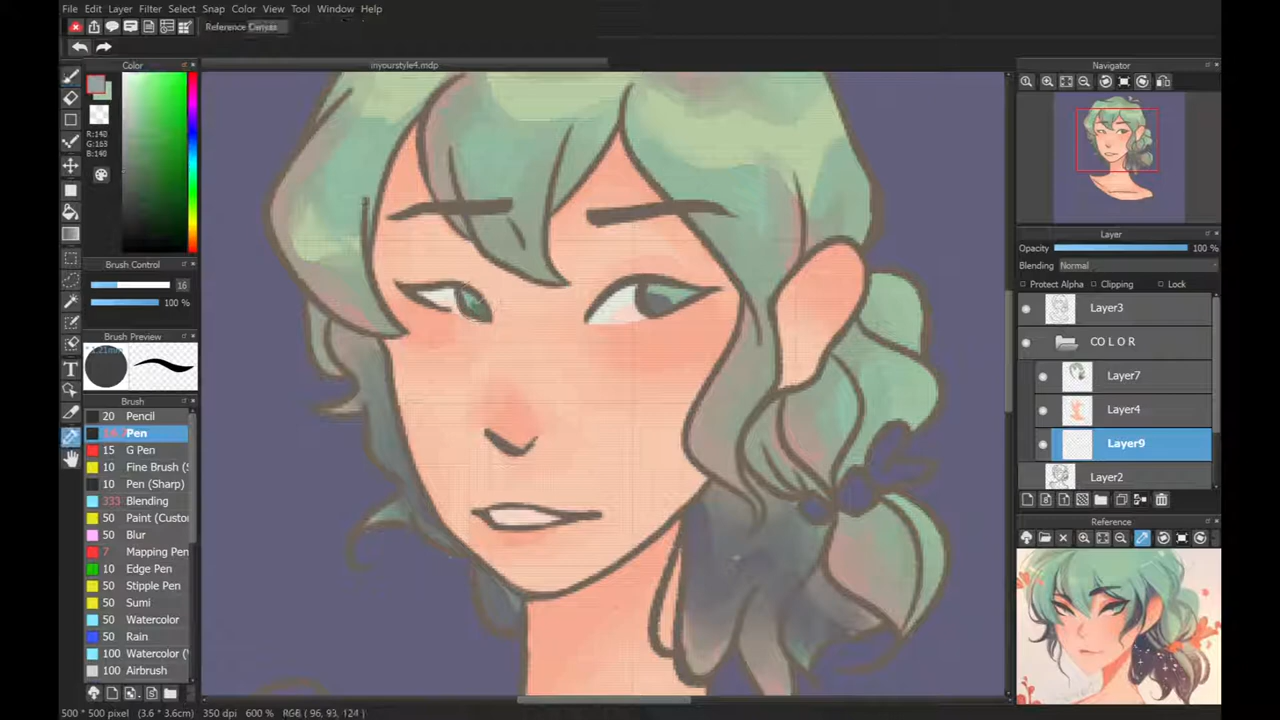 File Edit Layer Filter Select Snap Color View Tool Window Help
Reference Canvas
inyourstyle4.mdp
Color
R:140
G:163
B:140
Brush Control
16
100 %
Brush Preview
1.21mm
Brush
20 Pencil
Pen
15 G Pen
10 Fine Brush (S
10 Pen (Sharp)
333 Blending
50 Paint (Custo
50 Blur
7 Mapping Pen
10 Edge Pen
50 Stipple Pen
50 Sumi
50 Watercolor
50 Rain
100 Watercolor (
100 Airbrush
500 * 500 pixel (3.6 * 3.6cm) 350 dpi 600 % RGB ( 96, 93, 124 )
Navigator
Layer
Opacity 100 %
Blending Normal
Protect Alpha Clipping Lock
Layer3
C O L O R
Layer7
Layer4
Layer9
Layer2
Reference